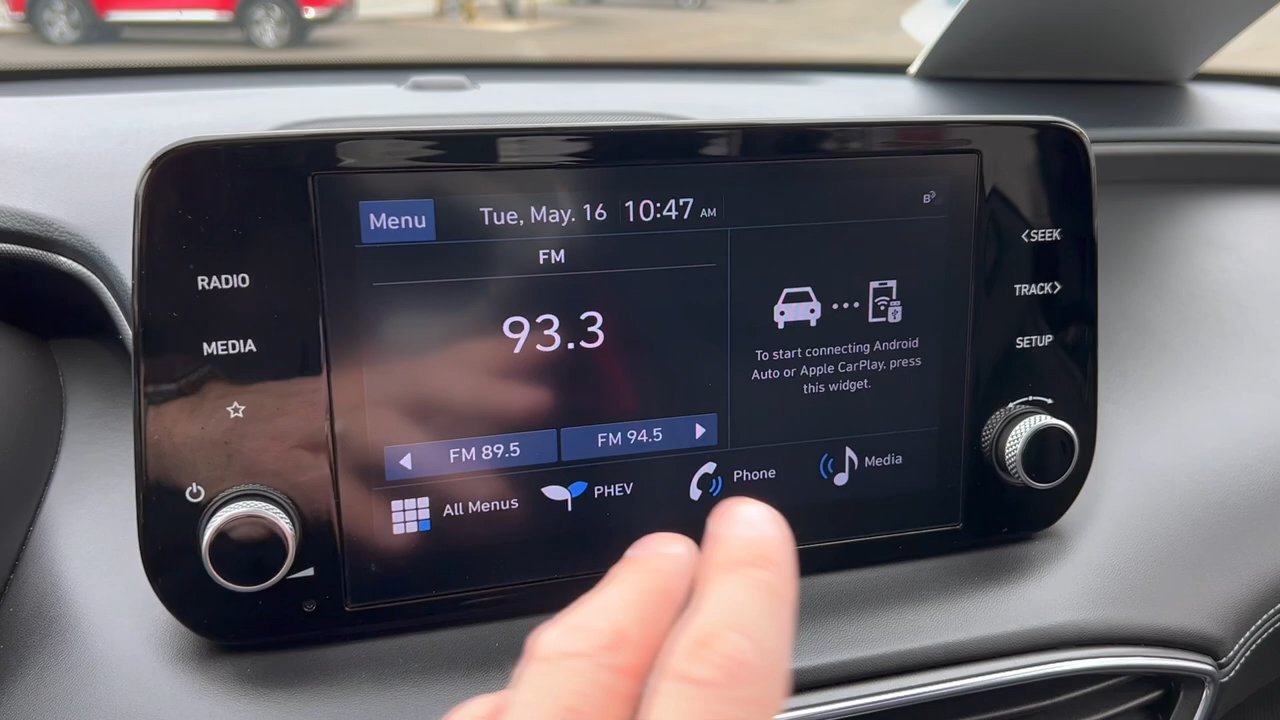 Menu
Tue, May. 16
10:47 AM
B
FM
93.3
FM 89.5
FM 94.5
To start connecting Android
Auto or Apple CarPlay, press
this widget.
All Menus
PHEV
Phone
Media
RADIO
MEDIA
<SEEK
TRACK>
SETUP